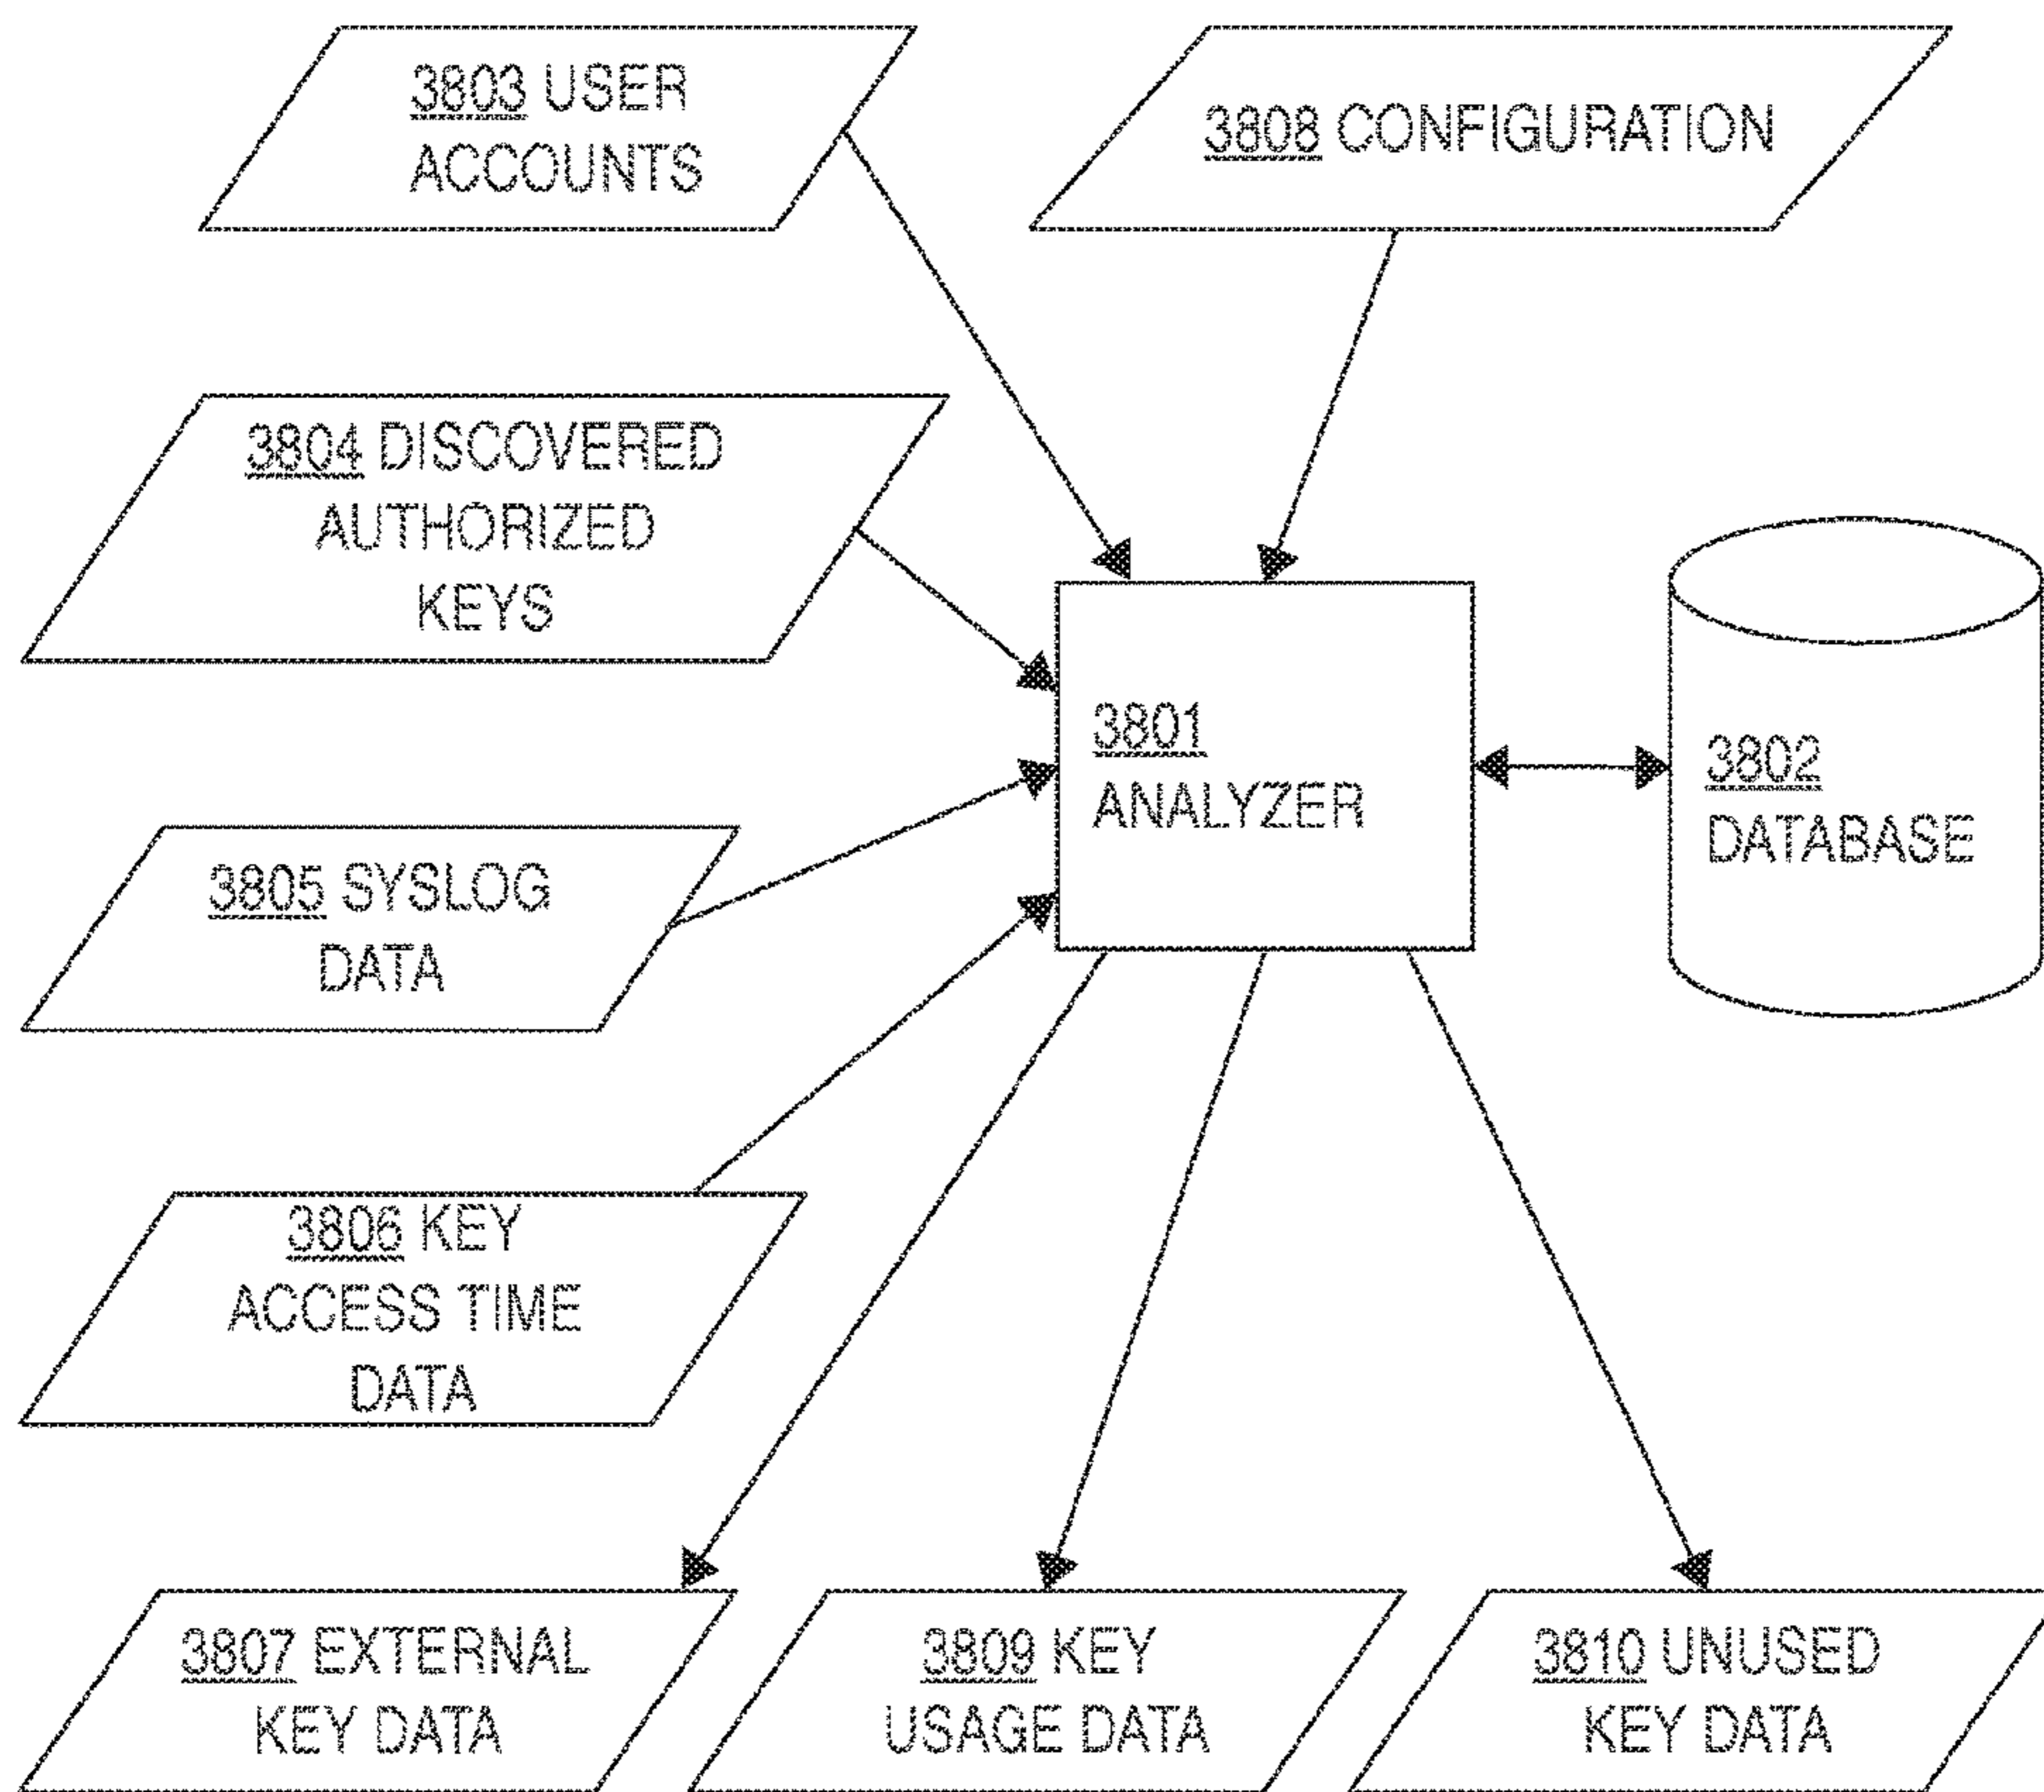 3803 USER
ACCOUNTS
3808 CONFIGURATION
3804 DISCOVERED
AUTHORIZED
KEYS
3801
ANALYZER
3802
DATABASE
3805 SYSLOG
DATA
3806 KEY
ACCESS TIME
DATA
3807 EXTERNAL
KEY DATA
3809 KEY
USAGE DATA
3810 UNUSED
KEY DATA